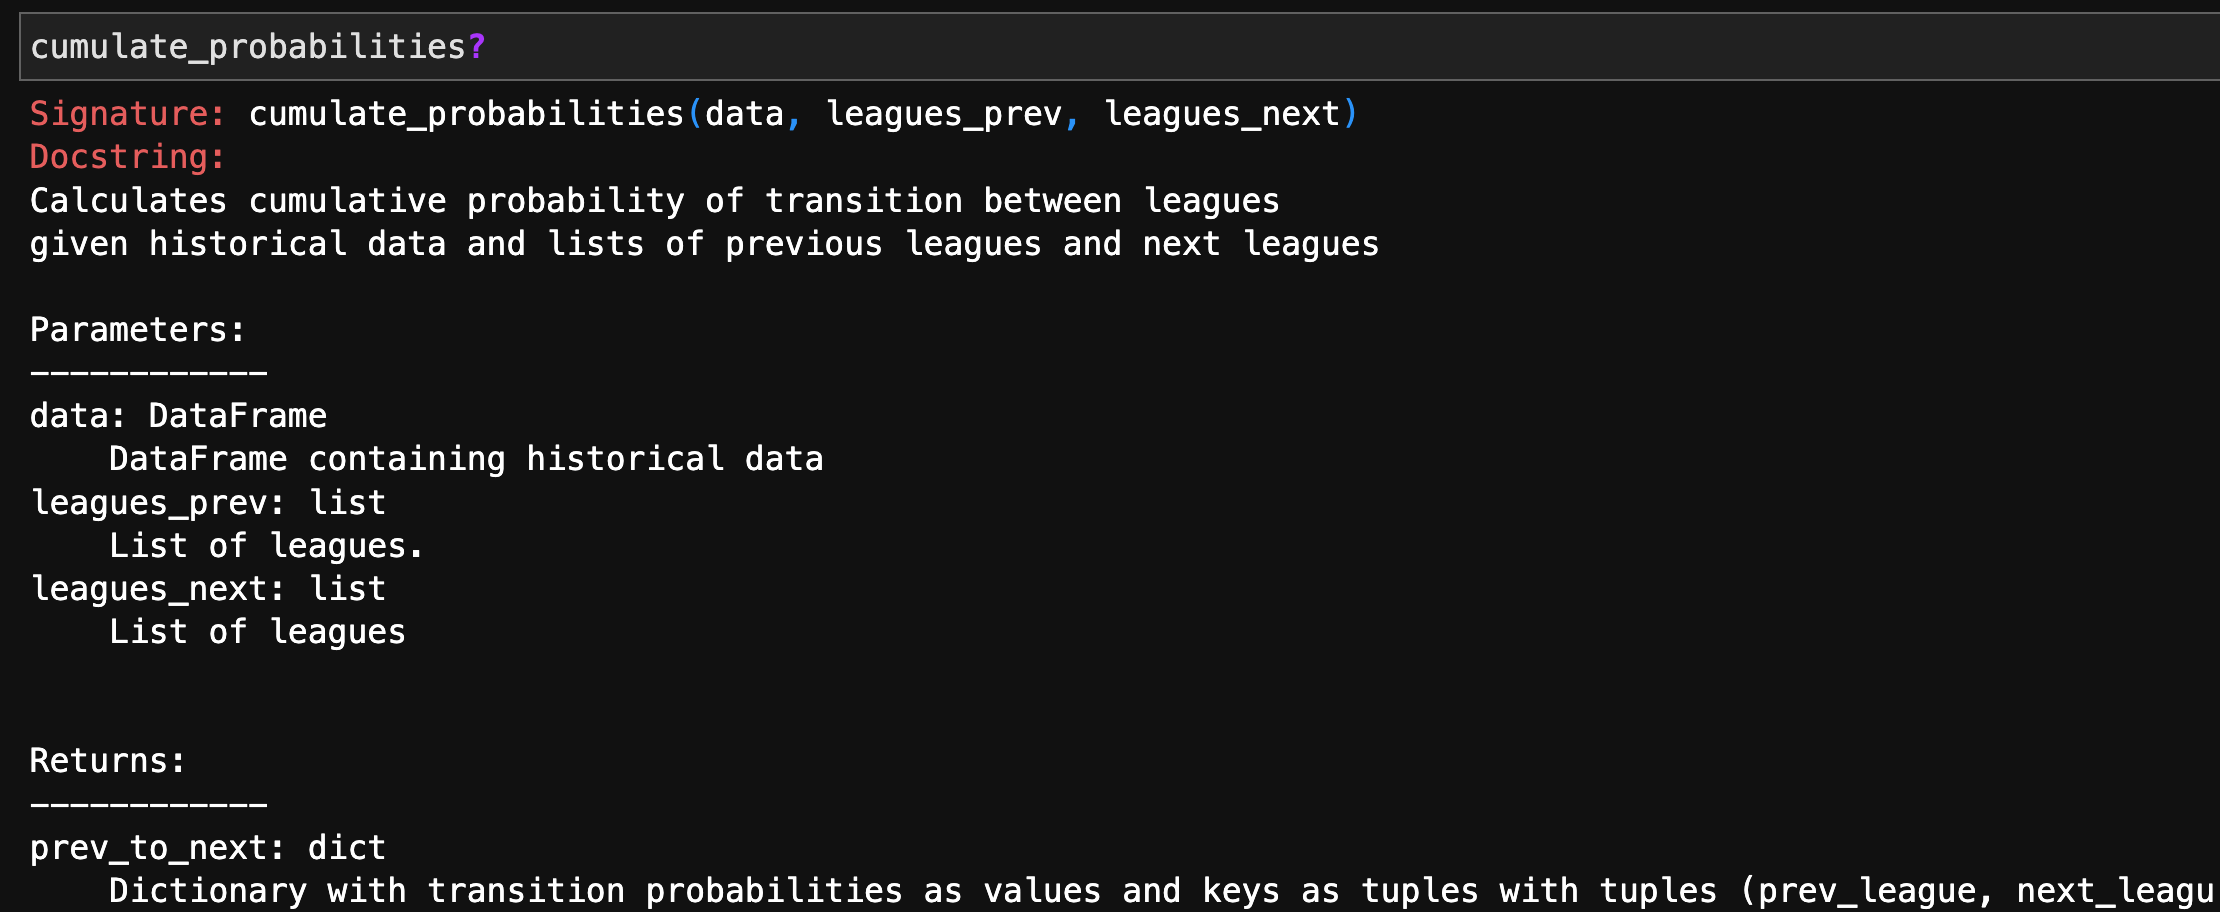 cumulate_probabilities?
Signature: cumulate_probabilities(data, leagues_prev, leagues_next)
Docstring:
Calculates cumulative probability of transition between leagues
given historical data and lists of previous leagues and next leagues
Parameters:
------------
data: DataFrame
    DataFrame containing historical data
leagues_prev: list
    List of leagues.
leagues_next: list
    List of leagues
Returns:
------------
prev_to_next: dict
    Dictionary with transition probabilities as values and keys as tuples with tuples (prev_league, next_leagu